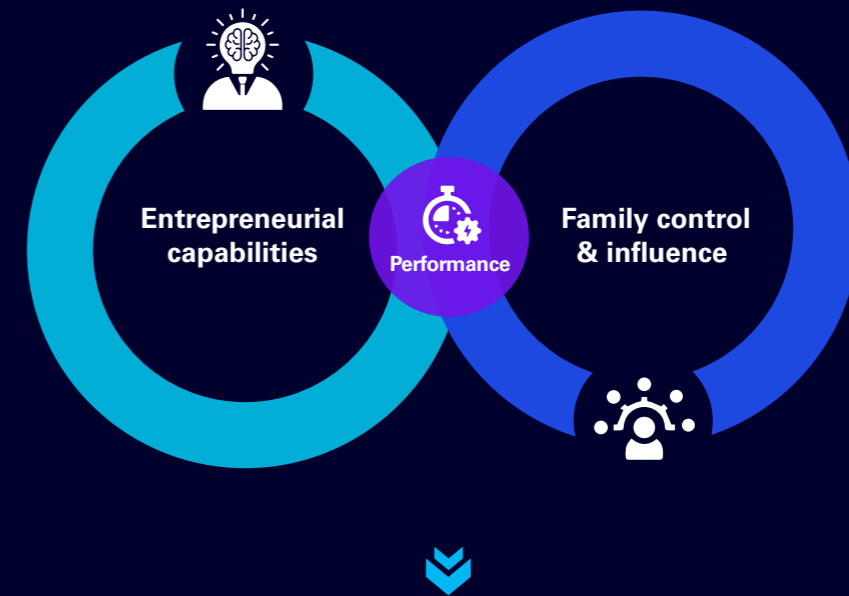 Entrepreneurial
capabilities
Performance
Family control
& influence